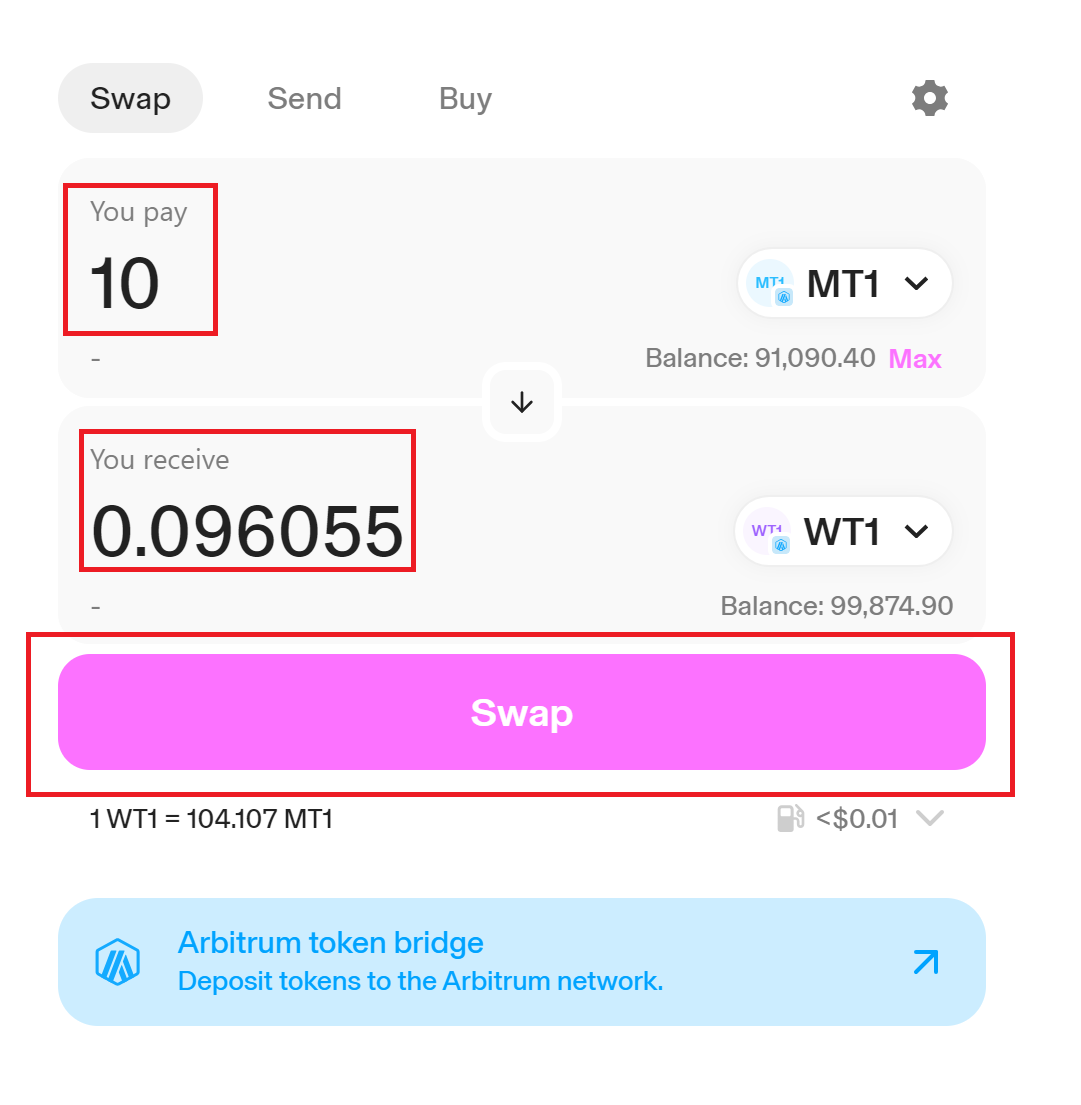 Swap Send Buy
You pay
10
MT1 MT1
-
Balance: 91,090.40 Max
You receive
0.096055
WT1 WT1
-
Balance: 99,874.90
Swap
1 WT1 = 104.107 MT1
<$0.01
Arbitrum token bridge
Deposit tokens to the Arbitrum network.